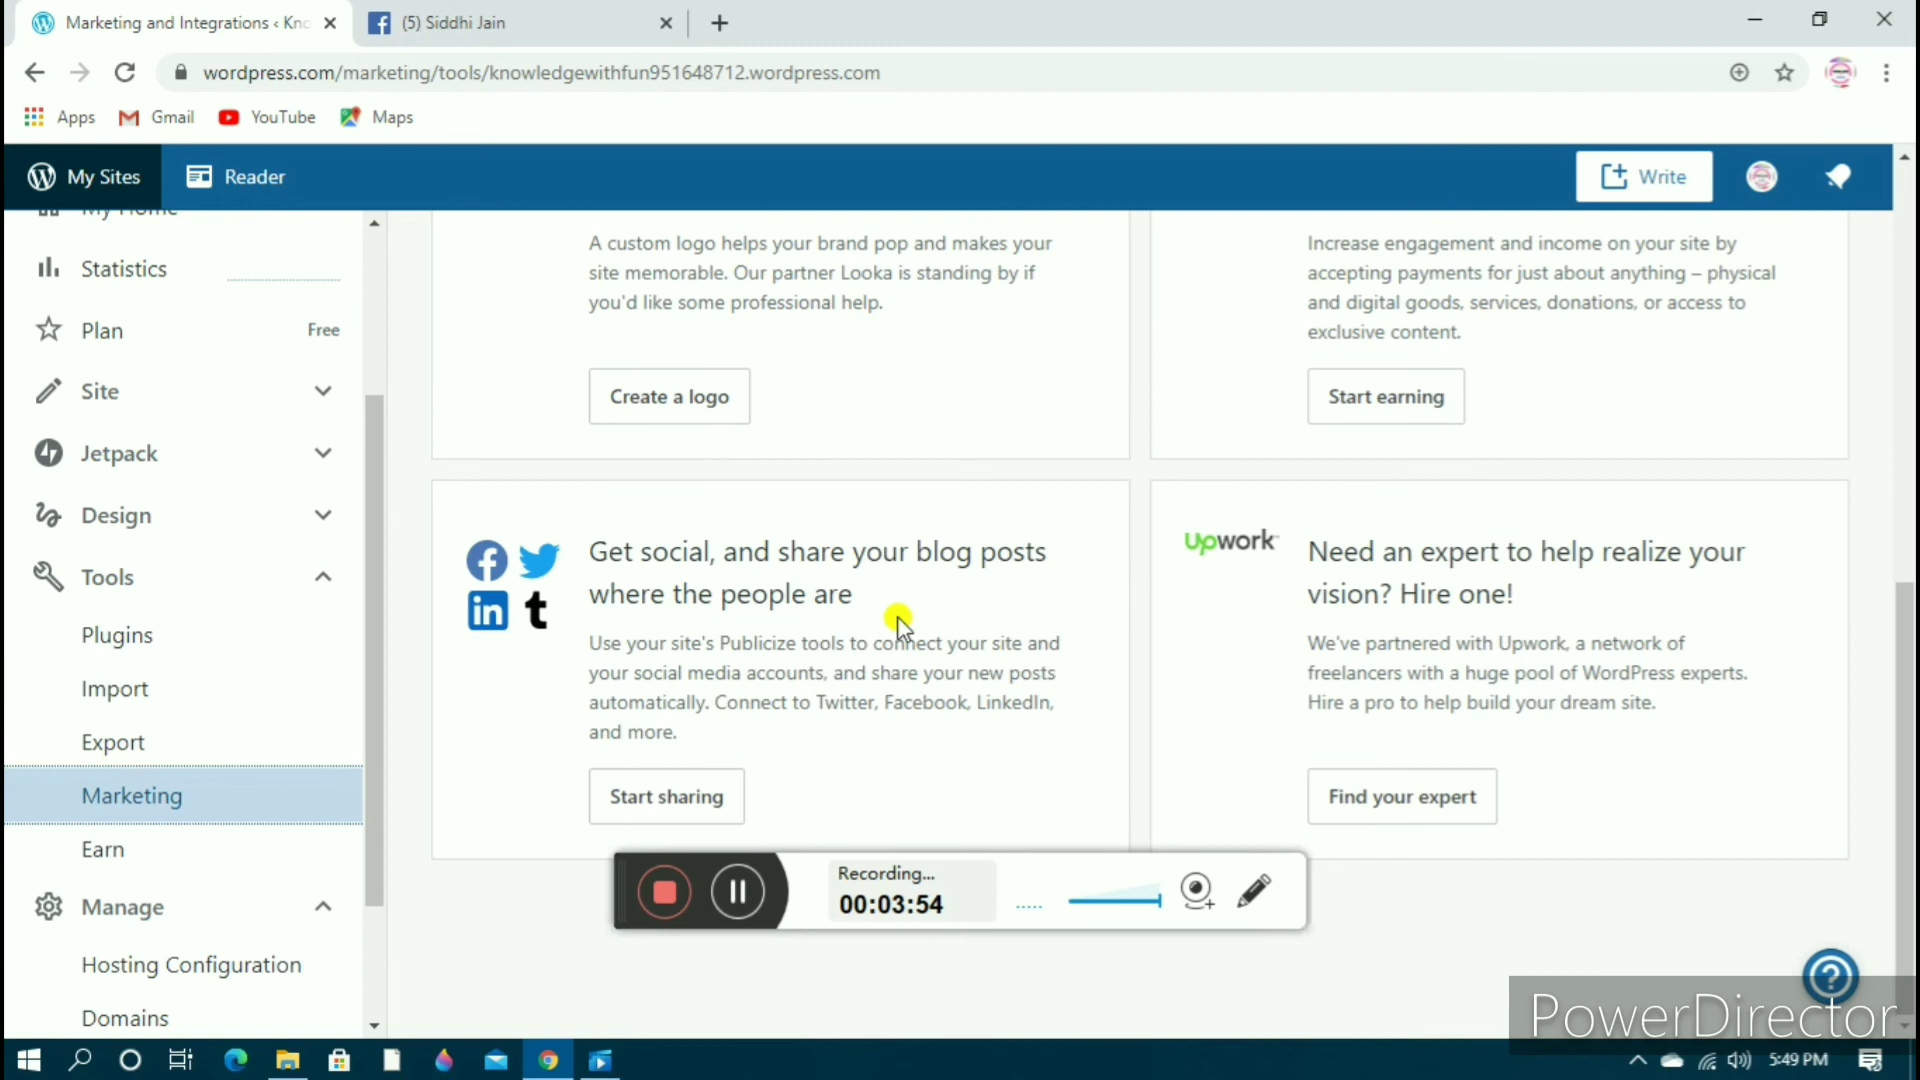 Marketing and Integrations ‹ Kno
(5) Siddhi Jain
wordpress.com/marketing/tools/knowledgewithfun951648712.wordpress.com
Apps
Gmail
YouTube
Maps
My Sites
Reader
Write
My Home
Statistics
Plan
Free
Site
Jetpack
Design
Tools
Plugins
Import
Export
Marketing
Earn
Manage
Hosting Configuration
Domains
A custom logo helps your brand pop and makes your
site memorable. Our partner Looka is standing by if
you'd like some professional help.
Create a logo
Increase engagement and income on your site by
accepting payments for just about anything – physical
and digital goods, services, donations, or access to
exclusive content.
Start earning
in
t
Get social, and share your blog posts
where the people are
Use your site's Publicize tools to connect your site and
your social media accounts, and share your new posts
automatically. Connect to Twitter, Facebook, LinkedIn,
and more.
Start sharing
Upwork
Need an expert to help realize your
vision? Hire one!
We've partnered with Upwork, a network of
freelancers with a huge pool of WordPress experts.
Hire a pro to help build your dream site.
Find your expert
Recording...
00:03:54
PowerDirector
5:49 PM